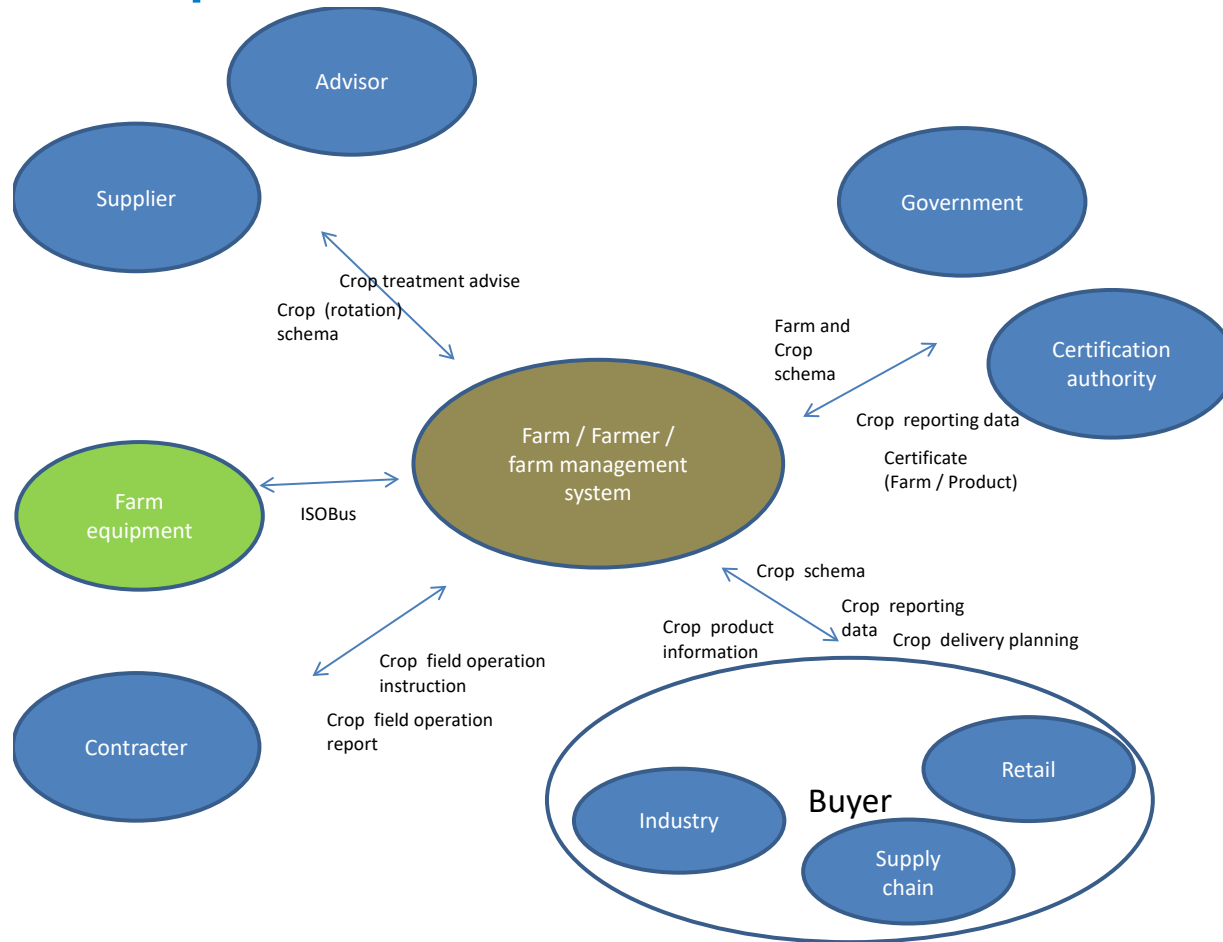 Advisor
Supplier
Government
Crop treatment advise
Crop (rotation)
schema
Farm and
Crop
schema
Certification
authority
Crop reporting data
Certificate
(Farm / Product)
Farm / Farmer /
farm management
system
Farm
equipment
ISOBus
Crop schema
Crop reporting
data
Crop product
information
Crop delivery planning
Crop field operation
instruction
Crop field operation
report
Contracter
Retail
Buyer
Industry
Supply
chain